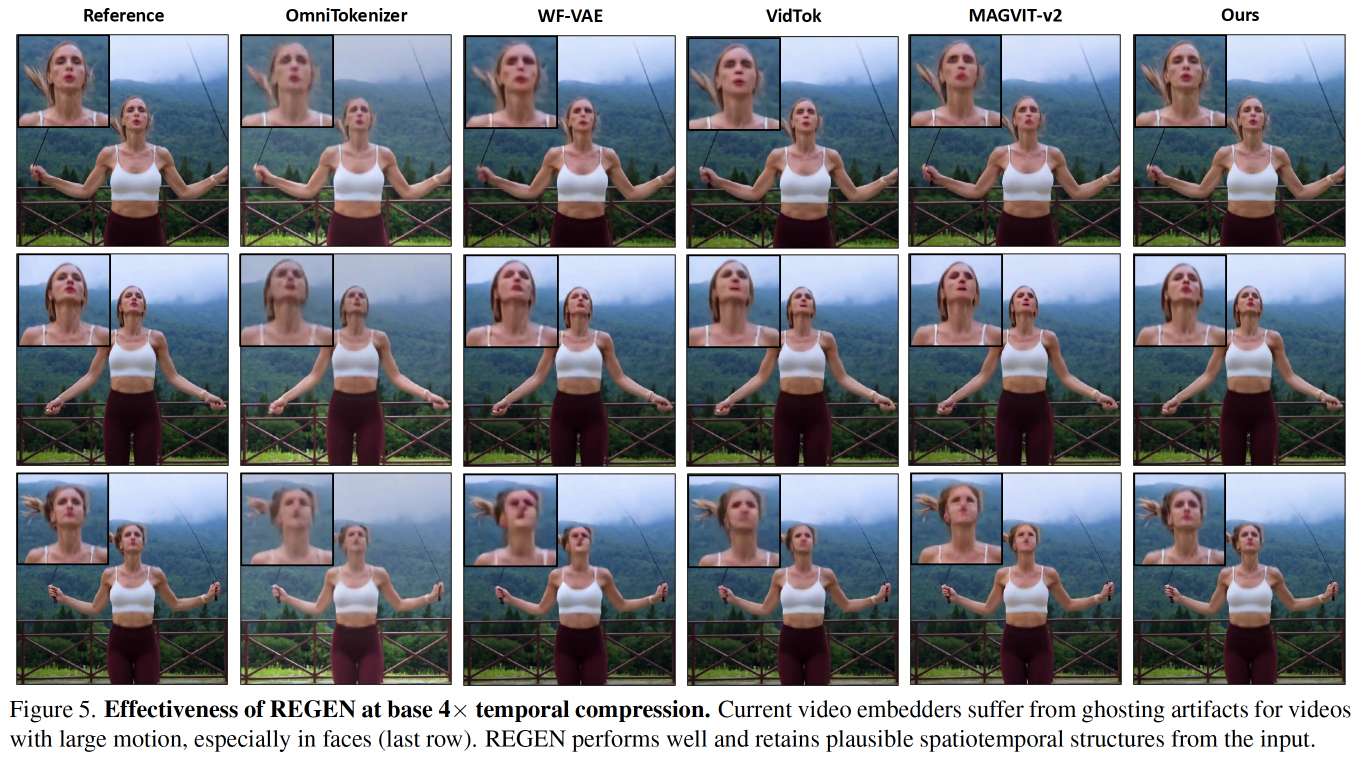 Reference OmniTokenizer WF-VAE VidTok MAGVIT-v2 Ours
Figure 5. Effectiveness of REGEN at base 4× temporal compression. Current video embedders suffer from ghosting artifacts for videos
with large motion, especially in faces (last row). REGEN performs well and retains plausible spatiotemporal structures from the input.